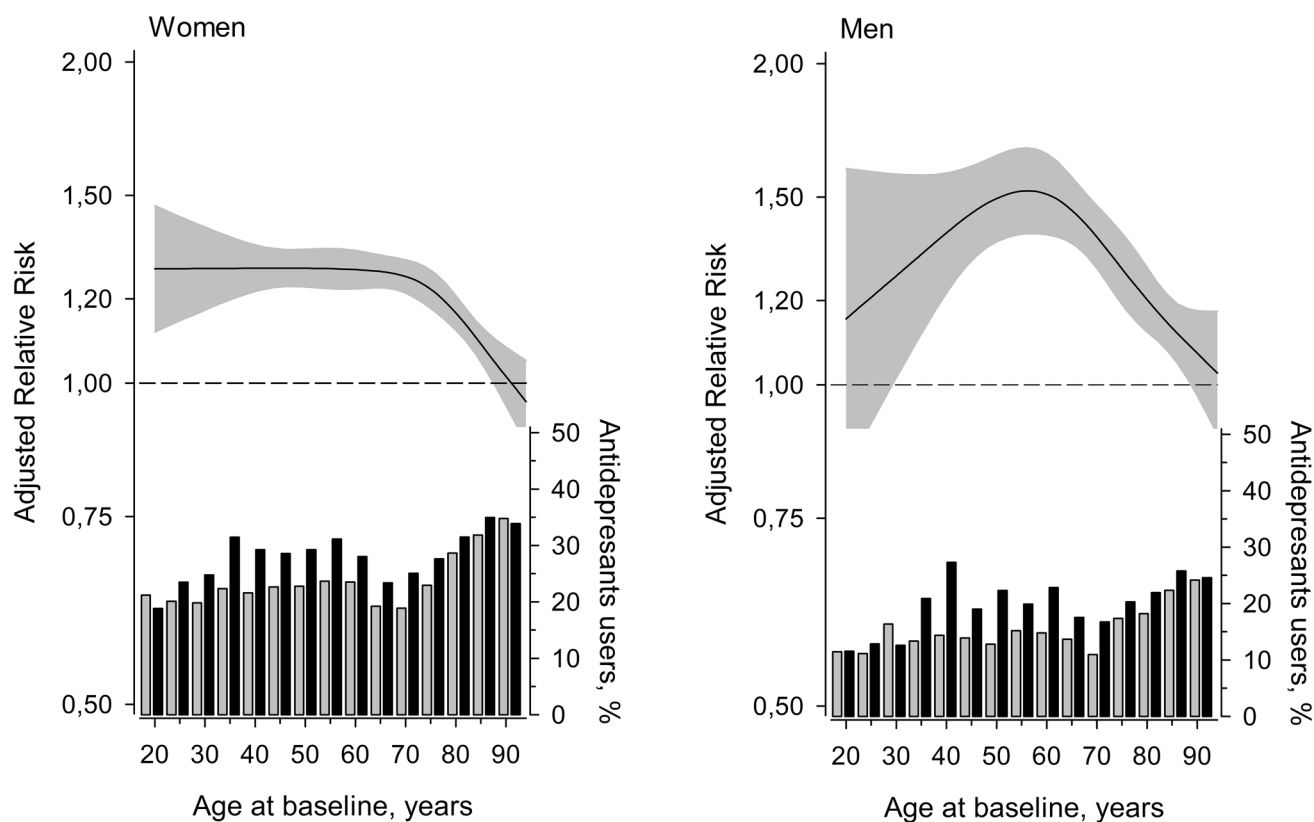 Women
Adjusted Relative Risk
2,00
1,50
1,20
1,00
0,75
0,50
50
40
30
20
10
0
Antidepressants users, %
20 30 40 50 60 70 80 90
Age at baseline, years
Men
Adjusted Relative Risk
2,00
1,50
1,20
1,00
0,75
0,50
50
40
30
20
10
0
Antidepresants users, %
20 30 40 50 60 70 80 90
Age at baseline, years